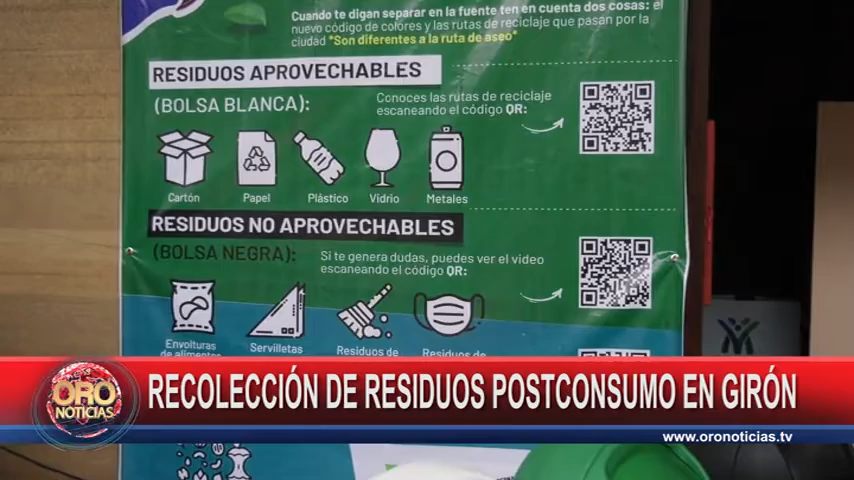 Cuando te digan separar en la fuente ten en cuenta dos cosas: el
nuevo código de colores y las rutas de reciclaje que pasan por la
ciudad *Son diferentes a la ruta de aseo*
RESIDUOS APROVECHABLES
(BOLSA BLANCA):
Conoces las rutas de reciclaje
escaneando el código QR:
Cartón Papel Plástico Vidrio Metales
RESIDUOS NO APROVECHABLES
(BOLSA NEGRA):
Si te genera dudas, puedes ver el video
escaneando el código QR:
Envolturas Servilletas Residuos de Residuos de
de alimentos
ORO
NOTICIAS
RECOLECCIÓN DE RESIDUOS POSTCONSUMO EN GIRÓN
www.oronoticias.tv